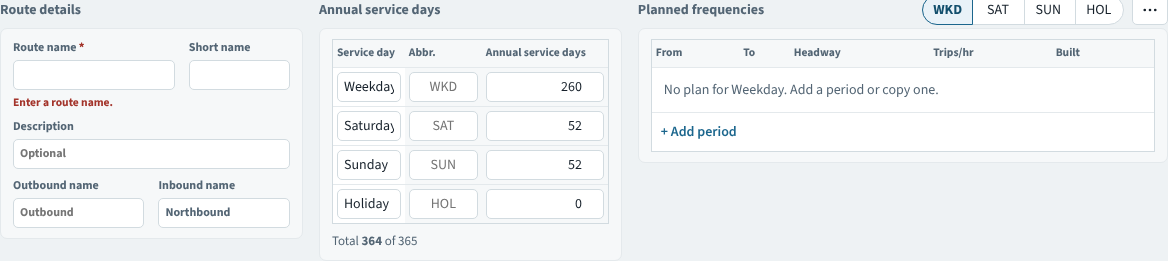 Route details
Route name *
Short name
Enter a route name.
Description
Optional
Outbound name
Inbound name
Outbound
Northbound
Annual service days
Service day Abbr. Annual service days
Weekday WKD 260
Saturday SAT 52
Sunday SUN 52
Holiday HOL 0
Total 364 of 365
Planned frequencies
WKD SAT SUN HOL ...
From To Headway Trips/hr Built
No plan for Weekday. Add a period or copy one.
+ Add period